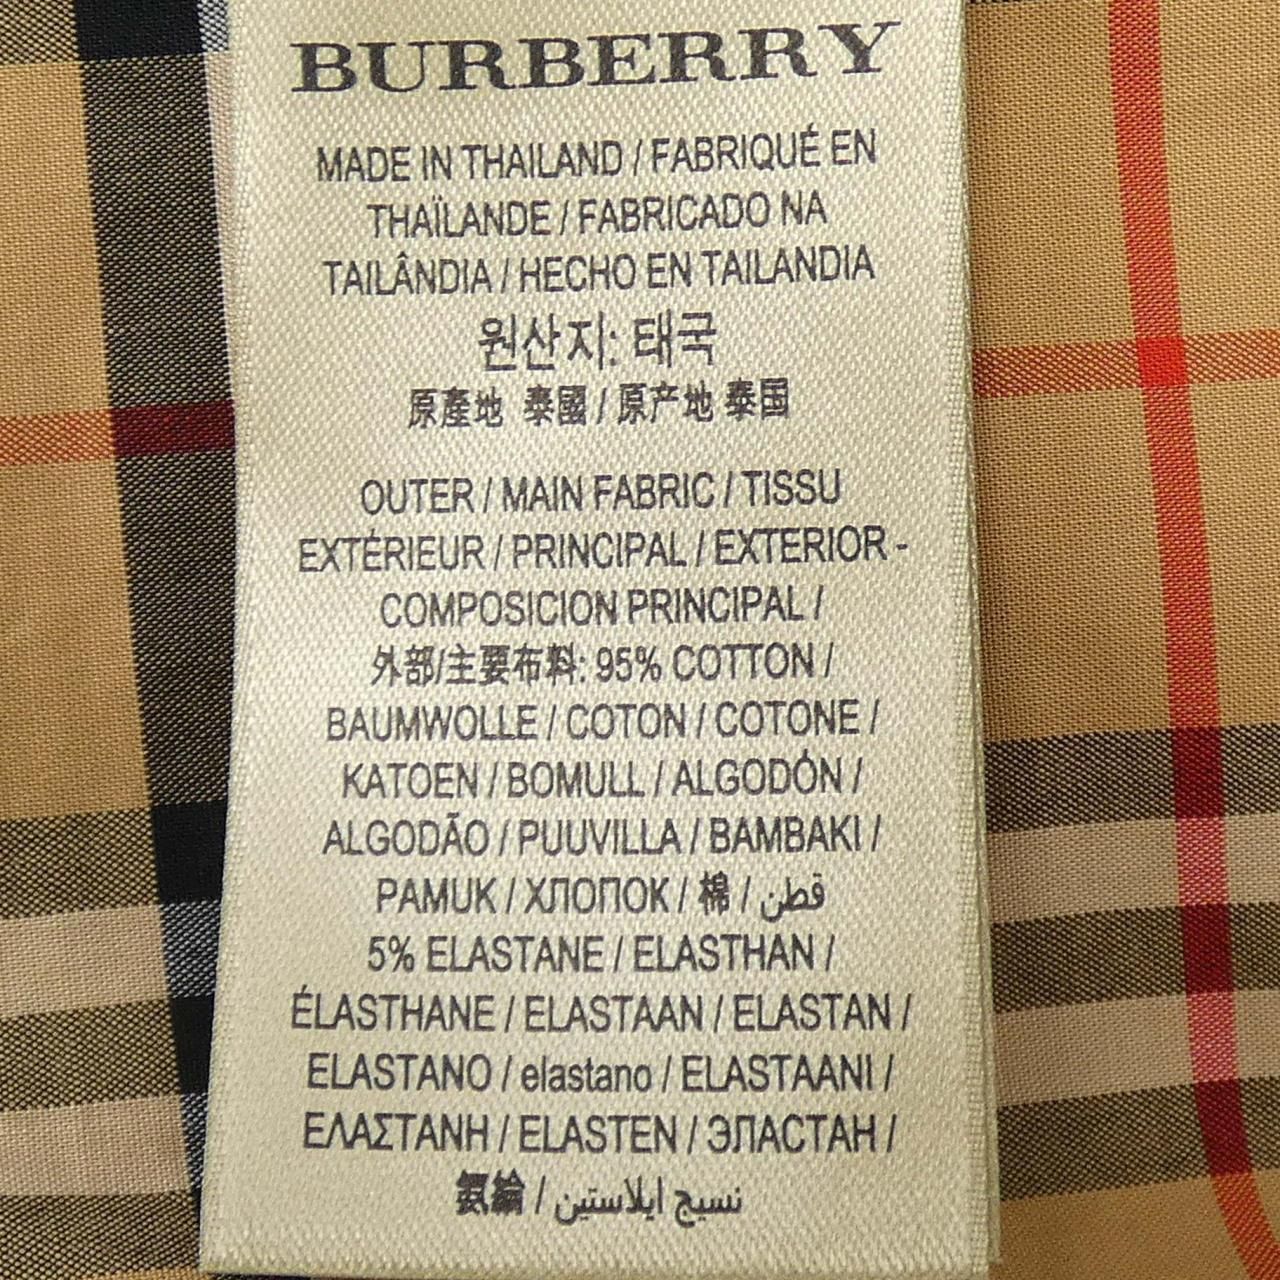 BURBERRY
MADE IN THAILAND / FABRIQUÉ EN
THAÏLANDE / FABRICADO NA
TAILÂNDIA / HECHO EN TAILANDIA
원산지: 태국
原產地 泰國 / 原产地 泰国
OUTER / MAIN FABRIC / TISSU
EXTÉRIEUR / PRINCIPAL / EXTERIOR -
COMPOSICION PRINCIPAL /
外部/主要布料: 95% COTTON /
BAUMWOLLE / COTON / COTONE /
KATOEN / BOMULL / ALGODÓN /
ALGODÃO / PUUVILLA / BAMBAKI /
PAMUK / ХЛОПОК / 棉 / قطن
5% ELASTANE / ELASTHAN /
ÉLASTHANE / ELASTAAN / ELASTAN /
ELASTANO / elastano / ELASTAANI /
ΕΛΑΣΤΑΝΗ / ELASTEN / ЭЛАСТАН /
氨綸 / نسيج ايلاستين